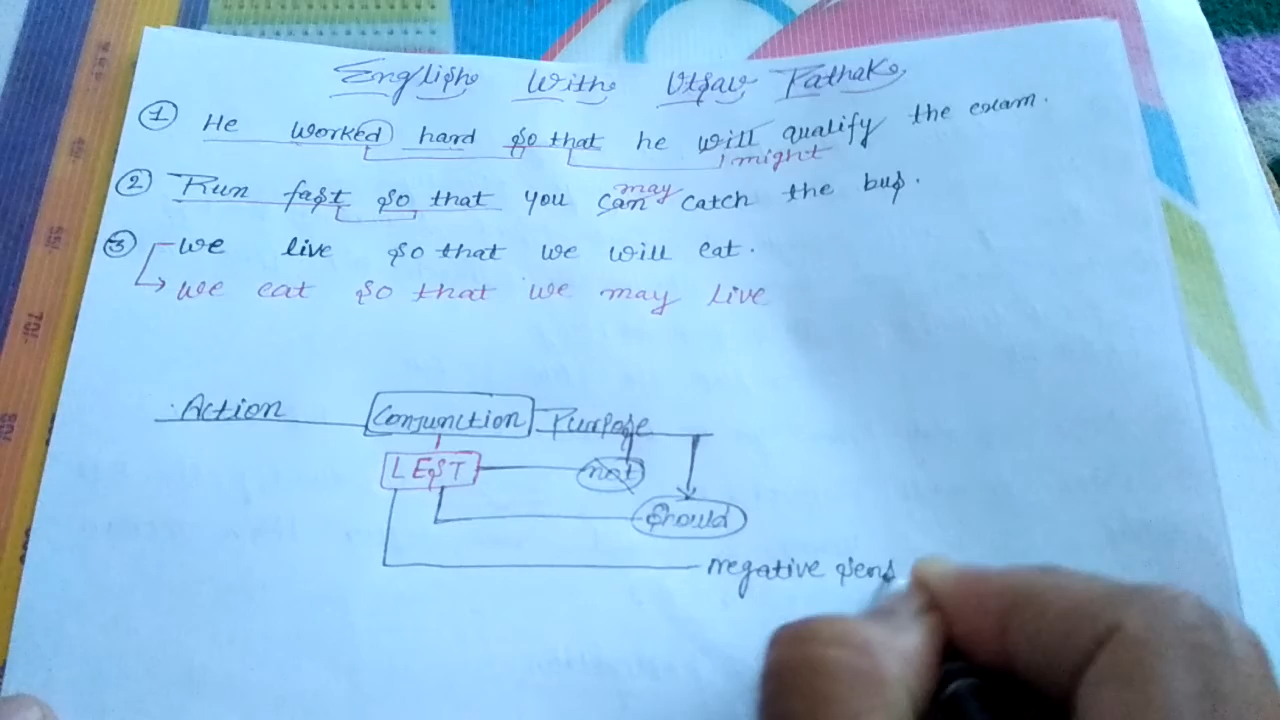 English With Utsav Pathak
① He worked hard so that he will qualify the exam.
might
② Run fast so that you can catch the bus.
may
③ we live so that we will eat.
we eat so that we may live
Action Conjunction Purpose
LEST not
should
negative sens